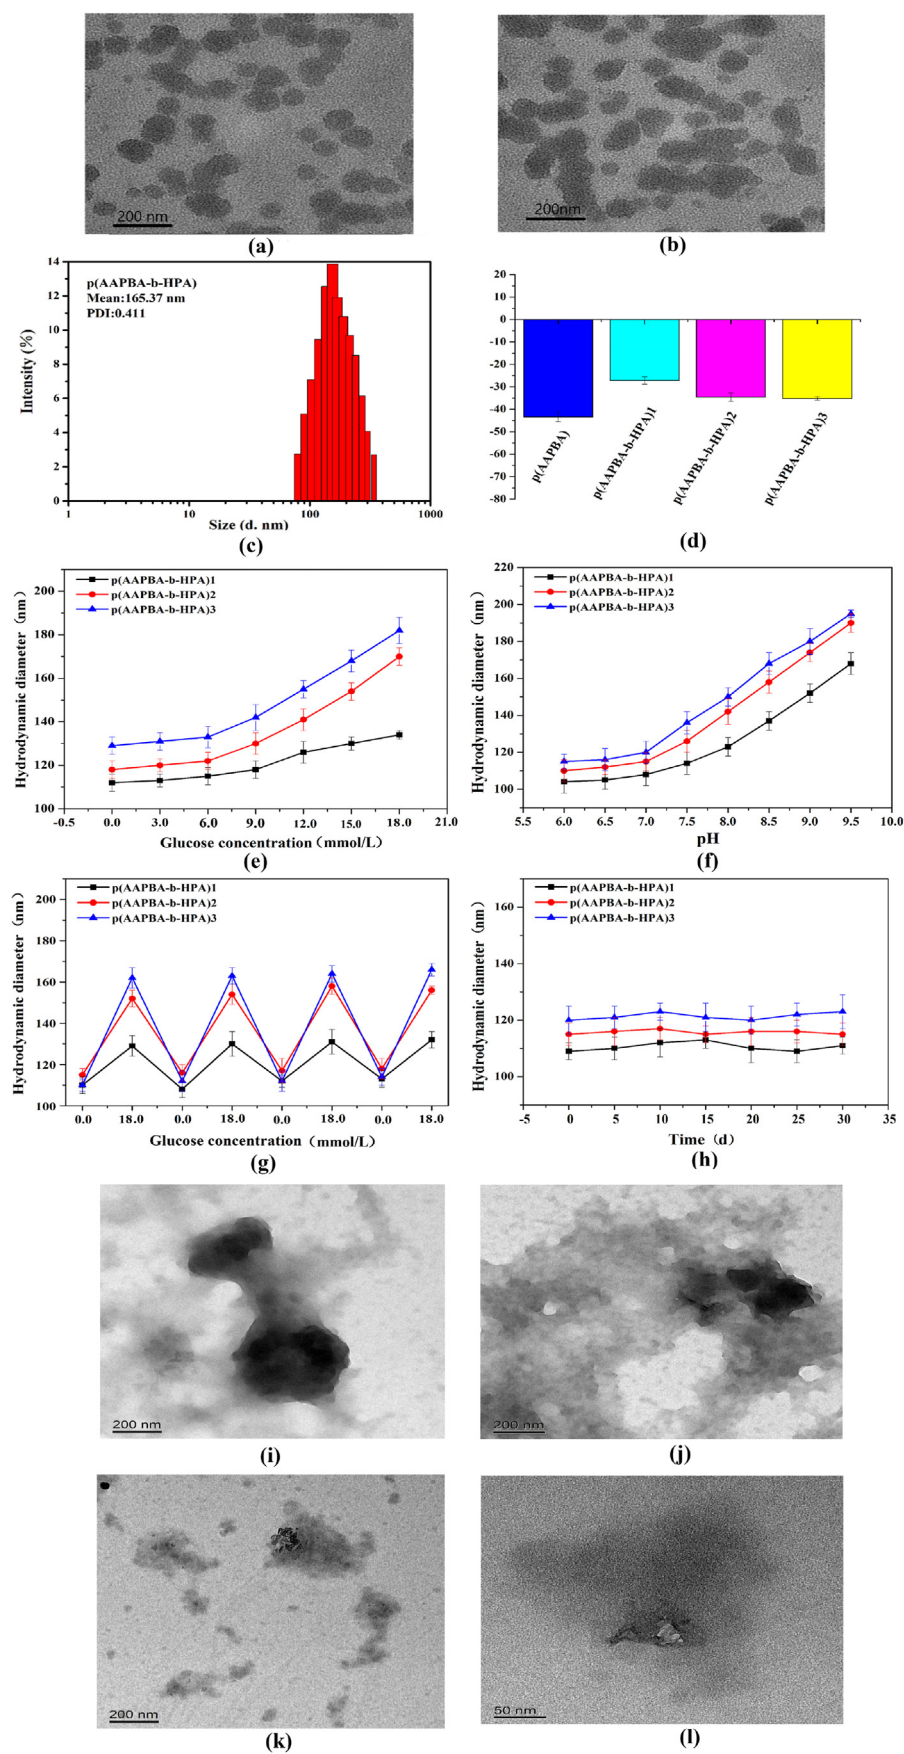 200 nm
(a)
200nm
(b)
p(AAPBA-b-HPA)
Mean:165.37 nm
PDI:0.411
Intensity (%)
14
12
10
8
6
4
2
0
1
10
100
1000
Size (d. nm)
(c)
20
10
0
-10
-20
-30
-40
-50
-60
-70
-80
p(AAPBA)
p(AAPBA-b-HPA)1
p(AAPBA-b-HPA)2
p(AAPBA-b-HPA)3
(d)
p(AAPBA-b-HPA)1
p(AAPBA-b-HPA)2
p(AAPBA-b-HPA)3
Hydrodynamic diameter (nm)
200
180
160
140
120
100
-0.5 0.0 3.0 6.0 9.0 12.0 15.0 18.0 21.0
Glucose concentration (mmol/L)
(e)
p(AAPBA-b-HPA)1
p(AAPBA-b-HPA)2
p(AAPBA-b-HPA)3
Hydrodynamic diameter (nm)
220
200
180
160
140
120
100
5.5 6.0 6.5 7.0 7.5 8.0 8.5 9.0 9.5 10.0
pH
(f)
p(AAPBA-b-HPA)1
p(AAPBA-b-HPA)2
p(AAPBA-b-HPA)3
Hydrodynamic diameter (nm)
200
180
160
140
120
100
0.0 18.0 0.0 18.0 0.0 18.0 0.0 18.0
Glucose concentration (mmol/L)
(g)
p(AAPBA-b-HPA)1
p(AAPBA-b-HPA)2
p(AAPBA-b-HPA)3
Hydrodynamic diameter (nm)
160
140
120
100
-5 0 5 10 15 20 25 30 35
Time (d)
(h)
200 nm
(i)
200 nm
(j)
200 nm
(k)
50 nm
(l)